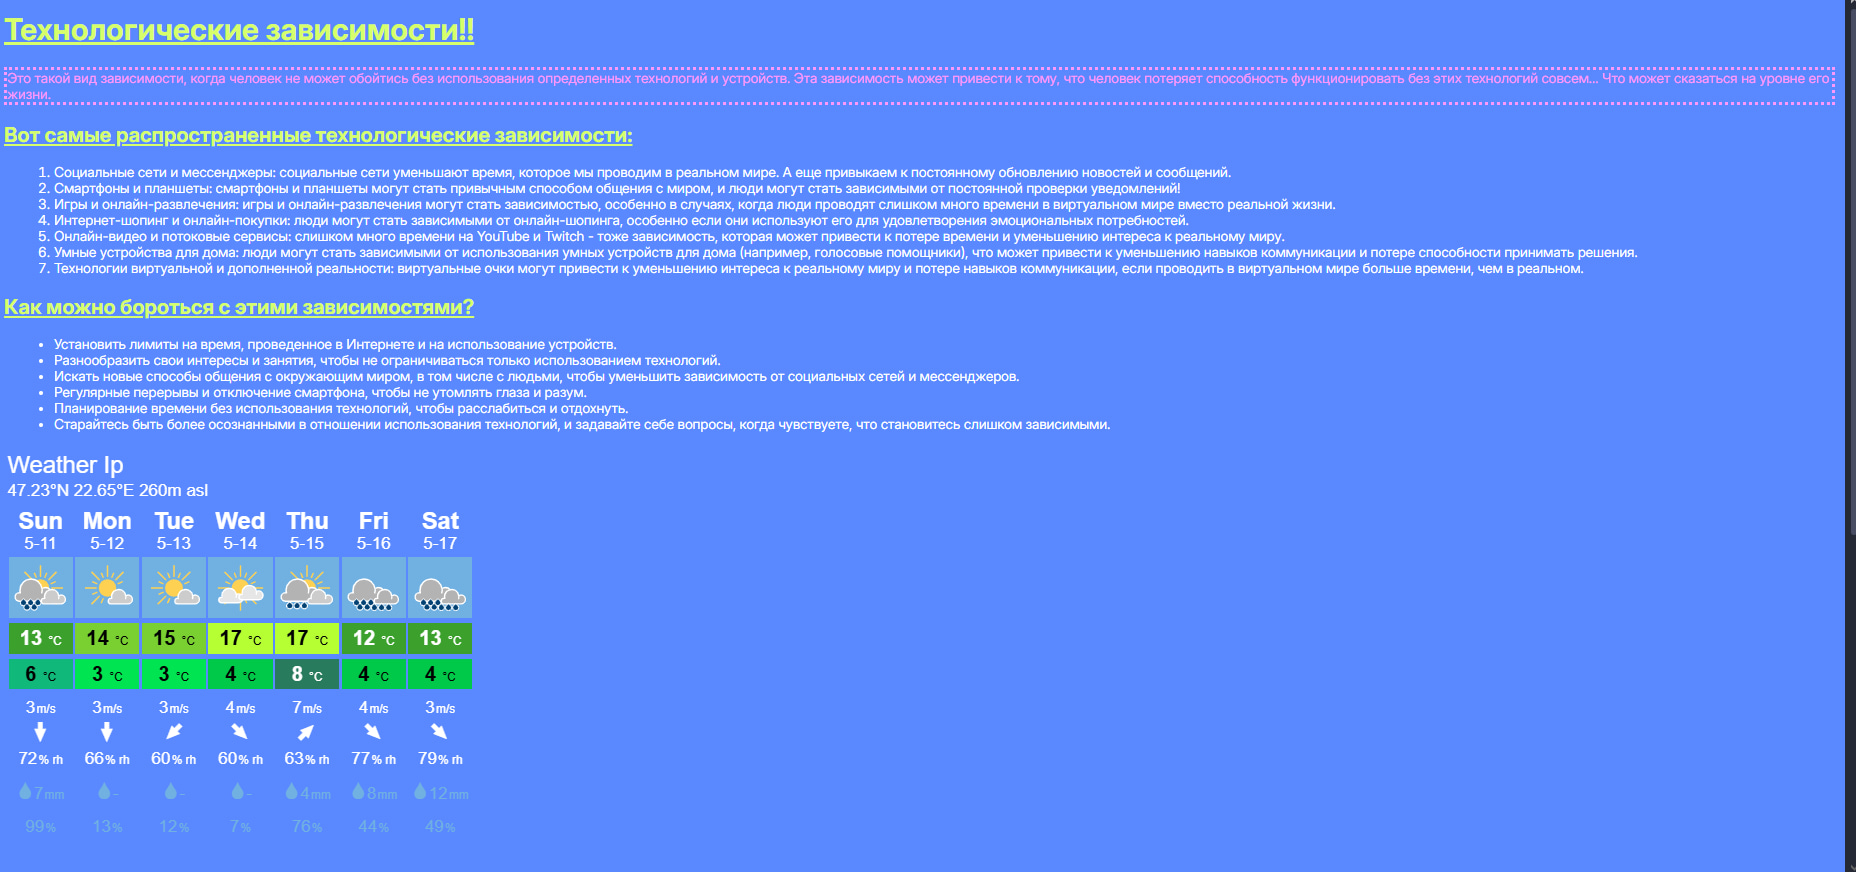 Технологические зависимости!!
Это такой вид зависимости, когда человек не может обойтись без использования определенных технологий и устройств. Эта зависимость может привести к тому, что человек потеряет способность функционировать без этих технологий совсем... Что может сказаться на уровне его
жизни.
Вот самые распространенные технологические зависимости:
1. Социальные сети и мессенджеры: социальные сети уменьшают время, которое мы проводим в реальном мире. А еще привыкаем к постоянному обновлению новостей и сообщений.
2. Смартфоны и планшеты: смартфоны и планшеты могут стать привычным способом общения с миром, и люди могут стать зависимыми от постоянной проверки уведомлений!
3. Игры и онлайн-развлечения: игры и онлайн-развлечения могут стать зависимостью, особенно в случаях, когда люди проводят слишком много времени в виртуальном мире вместо реальной жизни.
4. Интернет-шопинг и онлайн-покупки: люди могут стать зависимыми от онлайн-шопинга, особенно если они используют его для удовлетворения эмоциональных потребностей.
5. Онлайн-видео и потоковые сервисы: слишком много времени на YouTube и Twitch - тоже зависимость, которая может привести к потере времени и уменьшению интереса к реальному миру.
6. Умные устройства для дома: люди могут стать зависимыми от использования умных устройств для дома (например, голосовые помощники), что может привести к уменьшению навыков коммуникации и потере способности принимать решения.
7. Технологии виртуальной и дополненной реальности: виртуальные очки могут привести к уменьшению интереса к реальному миру и потере навыков коммуникации, если проводить в виртуальном мире больше времени, чем в реальном.
Как можно бороться с этими зависимостями?
• Установить лимиты на время, проведенное в Интернете и на использование устройств.
• Разнообразить свои интересы и занятия, чтобы не ограничиваться только использованием технологий.
• Искать новые способы общения с окружающим миром, в том числе с людьми, чтобы уменьшить зависимость от социальных сетей и мессенджеров.
• Регулярные перерывы и отключение смартфона, чтобы не утомлять глаза и разум.
• Планирование времени без использования технологий, чтобы расслабиться и отдохнуть.
• Старайтесь быть более осознанными в отношении использования технологий, и задавайте себе вопросы, когда чувствуете, что становитесь слишком зависимыми.
Weather Ip
47.23°N 22.65°E 260m asl
Sun Mon Tue Wed Thu Fri Sat
5-11 5-12 5-13 5-14 5-15 5-16 5-17
13 °C 14 °C 15 °C 17 °C 17 °C 12 °C 13 °C
6 °C 3 °C 3 °C 4 °C 8 °C 4 °C 4 °C
3m/s 3m/s 3m/s 4m/s 7m/s 4m/s 3m/s
72% rh 66% rh 60% rh 60% rh 63% rh 77% rh 79% rh
7mm - - - 4mm 8mm 12mm
99% 13% 12% 7% 76% 44% 49%